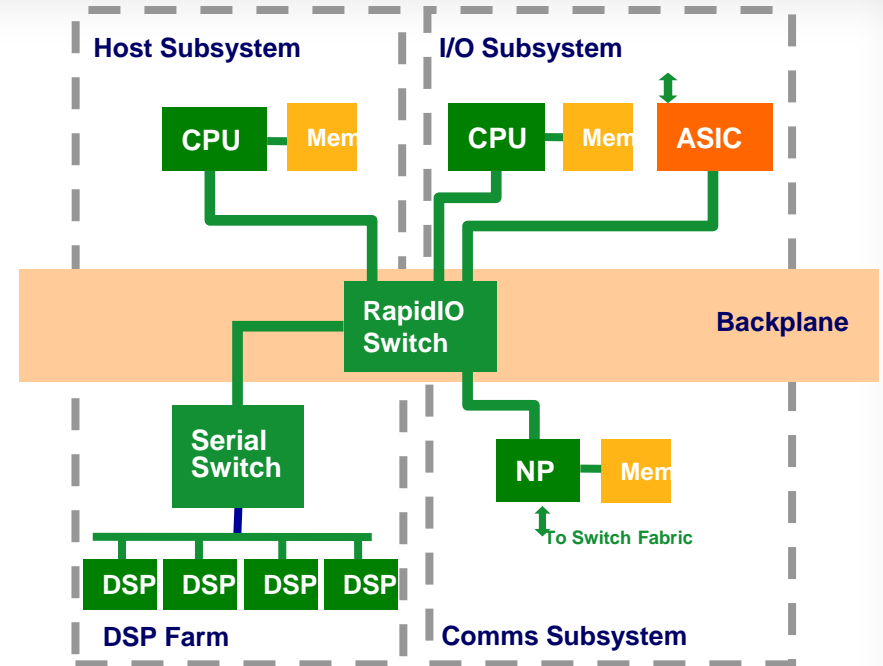 Host Subsystem
I/O Subsystem
CPU
Mem
CPU
Mem
ASIC
RapidIO
Switch
Backplane
Serial
Switch
NP
Mem
To Switch Fabric
DSP
DSP
DSP
DSP
DSP Farm
Comms Subsystem